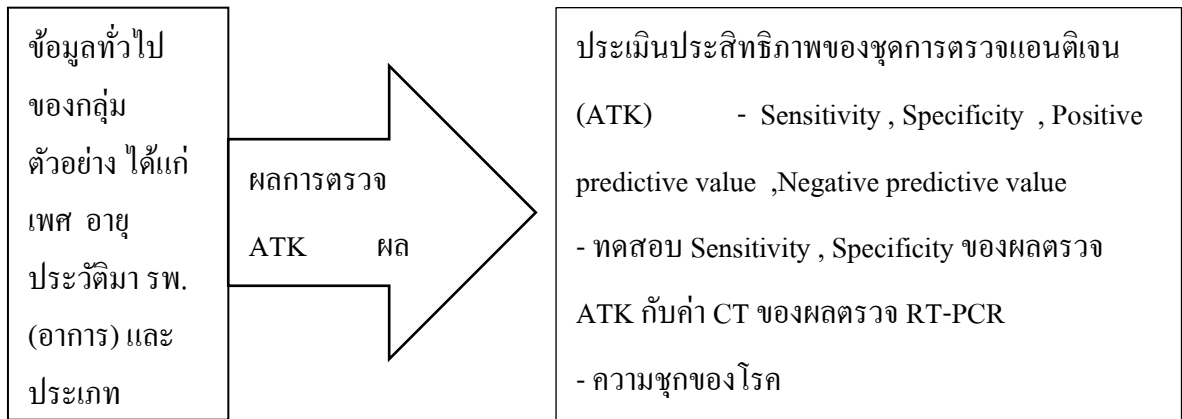 ข้อมูลทั่วไป
ของกลุ่ม
ตัวอย่าง ได้แก่
เพศ อายุ
ประวัติมา รพ.
(อาการ) และ
ประเภท
ผลการตรวจ
ATK ผล
ประเมินประสิทธิภาพของชุดการตรวจแอนติเจน
(ATK) - Sensitivity , Specificity , Positive
predictive value ,Negative predictive value
- ทดสอบ Sensitivity , Specificity ของผลตรวจ
ATK กับค่า CT ของผลตรวจ RT-PCR
- ความชุกของโรค